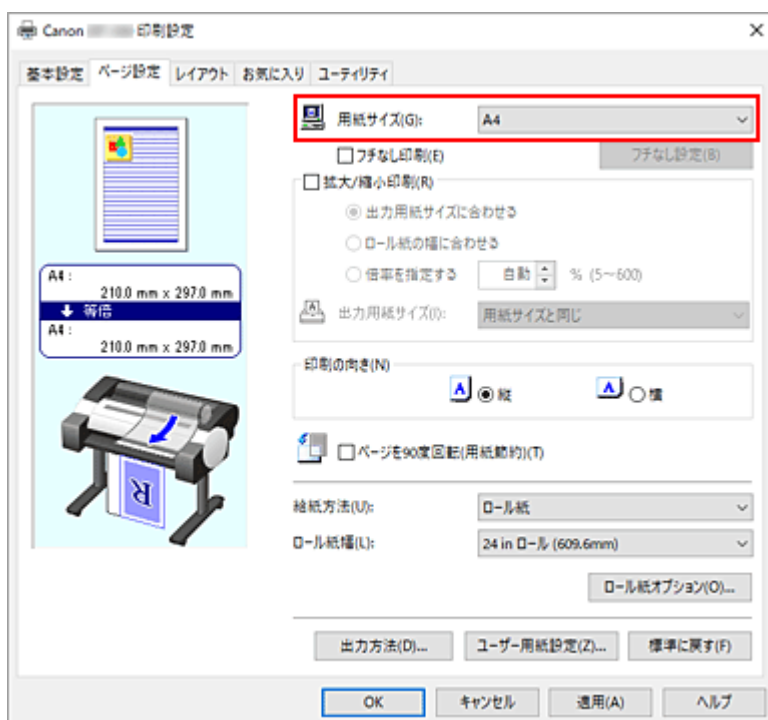 Canon 印刷設定
基本設定 ページ設定 レイアウト お気に入り ユーティリティ
用紙サイズ(G): A4
フチなし印刷(E) フチなし設定(B)
拡大/縮小印刷(R)
出力用紙サイズに合わせる
ロール紙の幅に合わせる
倍率を指定する 自動 % (5～600)
出力用紙サイズ(I): 用紙サイズと同じ
A4 :
210.0 mm x 297.0 mm
等倍
A4 :
210.0 mm x 297.0 mm
印刷の向き(N)
A 縦 A 横
ページを90度回転(用紙節約)(T)
R
給紙方法(U): ロール紙
ロール紙幅(L): 24 in ロール (609.6mm)
ロール紙オプション(O)...
出力方法(D)... ユーザー用紙設定(Z)... 標準に戻す(F)
OK キャンセル 適用(A) ヘルプ